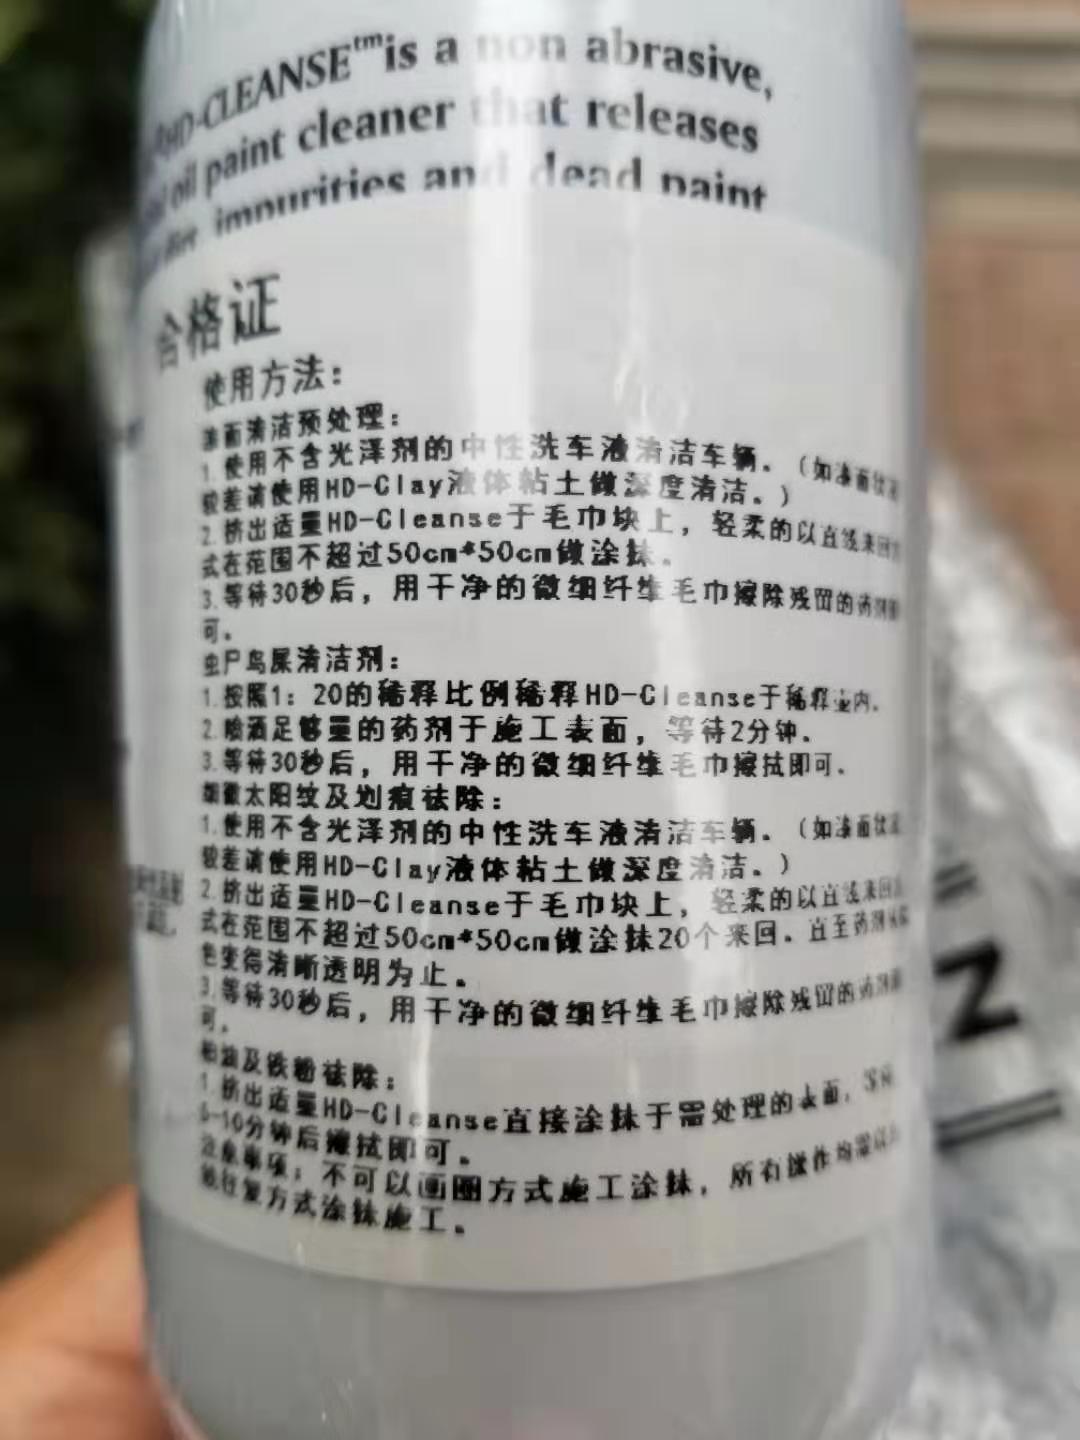 HD-CLEANSE™ is a non abrasive,
oil paint cleaner that releases
impurities and dead paint
合格证
使用方法：
漆面清洁预处理：
1.使用不含光泽剂的中性洗车液清洁车辆。（如漆面状况
较差请使用HD-Clay液体粘土做深度清洁。）
2.挤出适量HD-Cleanse于毛巾块上，轻柔的以直线来回方
式在范围不超过50cm*50cm做涂抹。
3.等待30秒后，用干净的微细纤维毛巾擦除残留的药剂即
可。
虫尸鸟屎清洁剂：
1.按照1：20的稀释比例稀释HD-Cleanse于稀释壶内。
2.喷洒足够量的药剂于施工表面，等待2分钟。
3.等待30秒后，用干净的微细纤维毛巾擦拭即可。
细微太阳纹及划痕祛除：
1.使用不含光泽剂的中性洗车液清洁车辆。（如漆面状况
较差请使用HD-Clay液体粘土做深度清洁。）
2.挤出适量HD-Cleanse于毛巾块上，轻柔的以直线来回方
式在范围不超过50cm*50cm做涂抹20个来回。直至药剂从
色变得清晰透明为止。
3.等待30秒后，用干净的微细纤维毛巾擦除残留的药剂即
可。
柏油及铁粉祛除：
1.挤出适量HD-Cleanse直接涂抹于需处理的表面，等待
5-10分钟后擦拭即可。
注意事项：不可以画圈方式施工涂抹，所有操作均需以
线往复方式涂抹施工。
Z